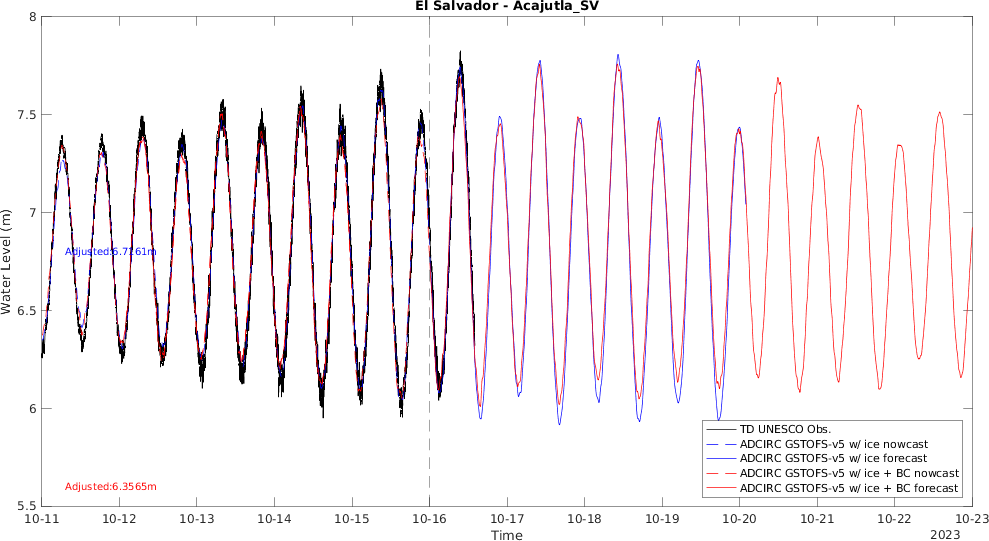 El Salvador - Acajutla_SV
8
7.5
7
6.5
6
5.5
Water Level (m)
Adjusted:6.7261m
Adjusted:6.3565m
TD UNESCO Obs.
ADCIRC GSTOFS-v5 w/ ice nowcast
ADCIRC GSTOFS-v5 w/ ice forecast
ADCIRC GSTOFS-v5 w/ ice + BC nowcast
ADCIRC GSTOFS-v5 w/ ice + BC forecast
10-11 10-12 10-13 10-14 10-15 10-16 10-17 10-18 10-19 10-20 10-21 10-22 10-23
Time
2023